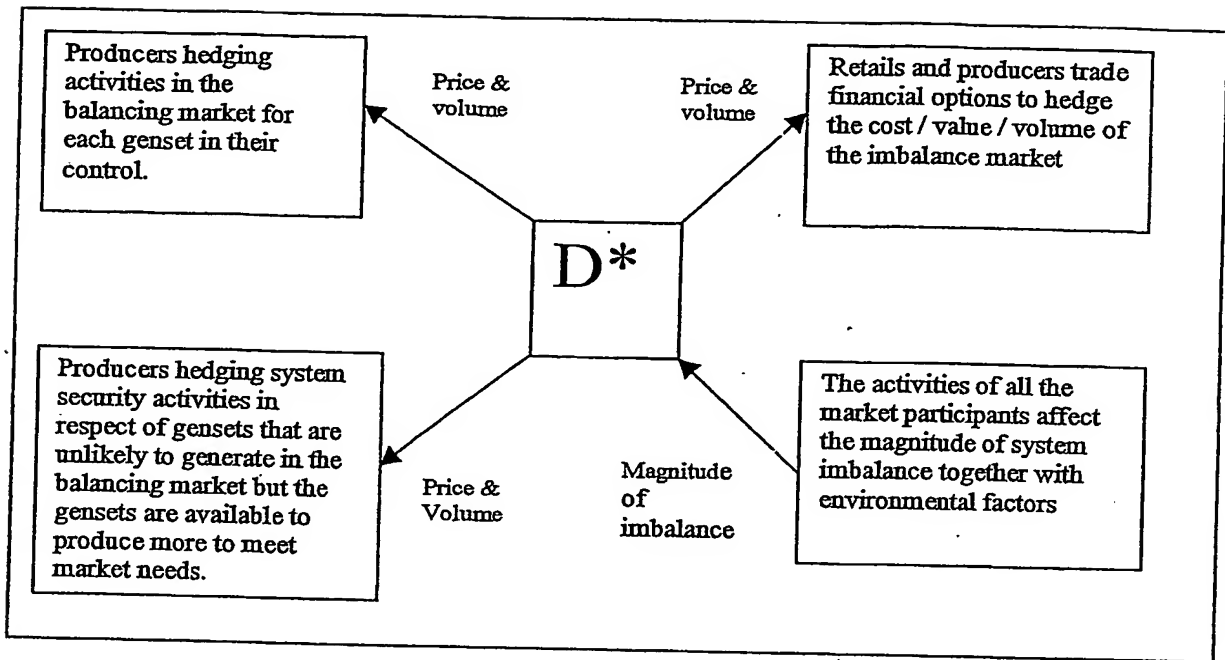 Producers hedging
activities in the
balancing market for
each genset in their
control.
Price &
volume
Price &
volume
Retails and producers trade
financial options to hedge
the cost / value / volume of
the imbalance market
D*
Producers hedging system
security activities in
respect of gensets that are
unlikely to generate in the
balancing market but the
gensets are available to
produce more to meet
market needs.
Price &
Volume
Magnitude
of
imbalance
The activities of all the
market participants affect
the magnitude of system
imbalance together with
environmental factors